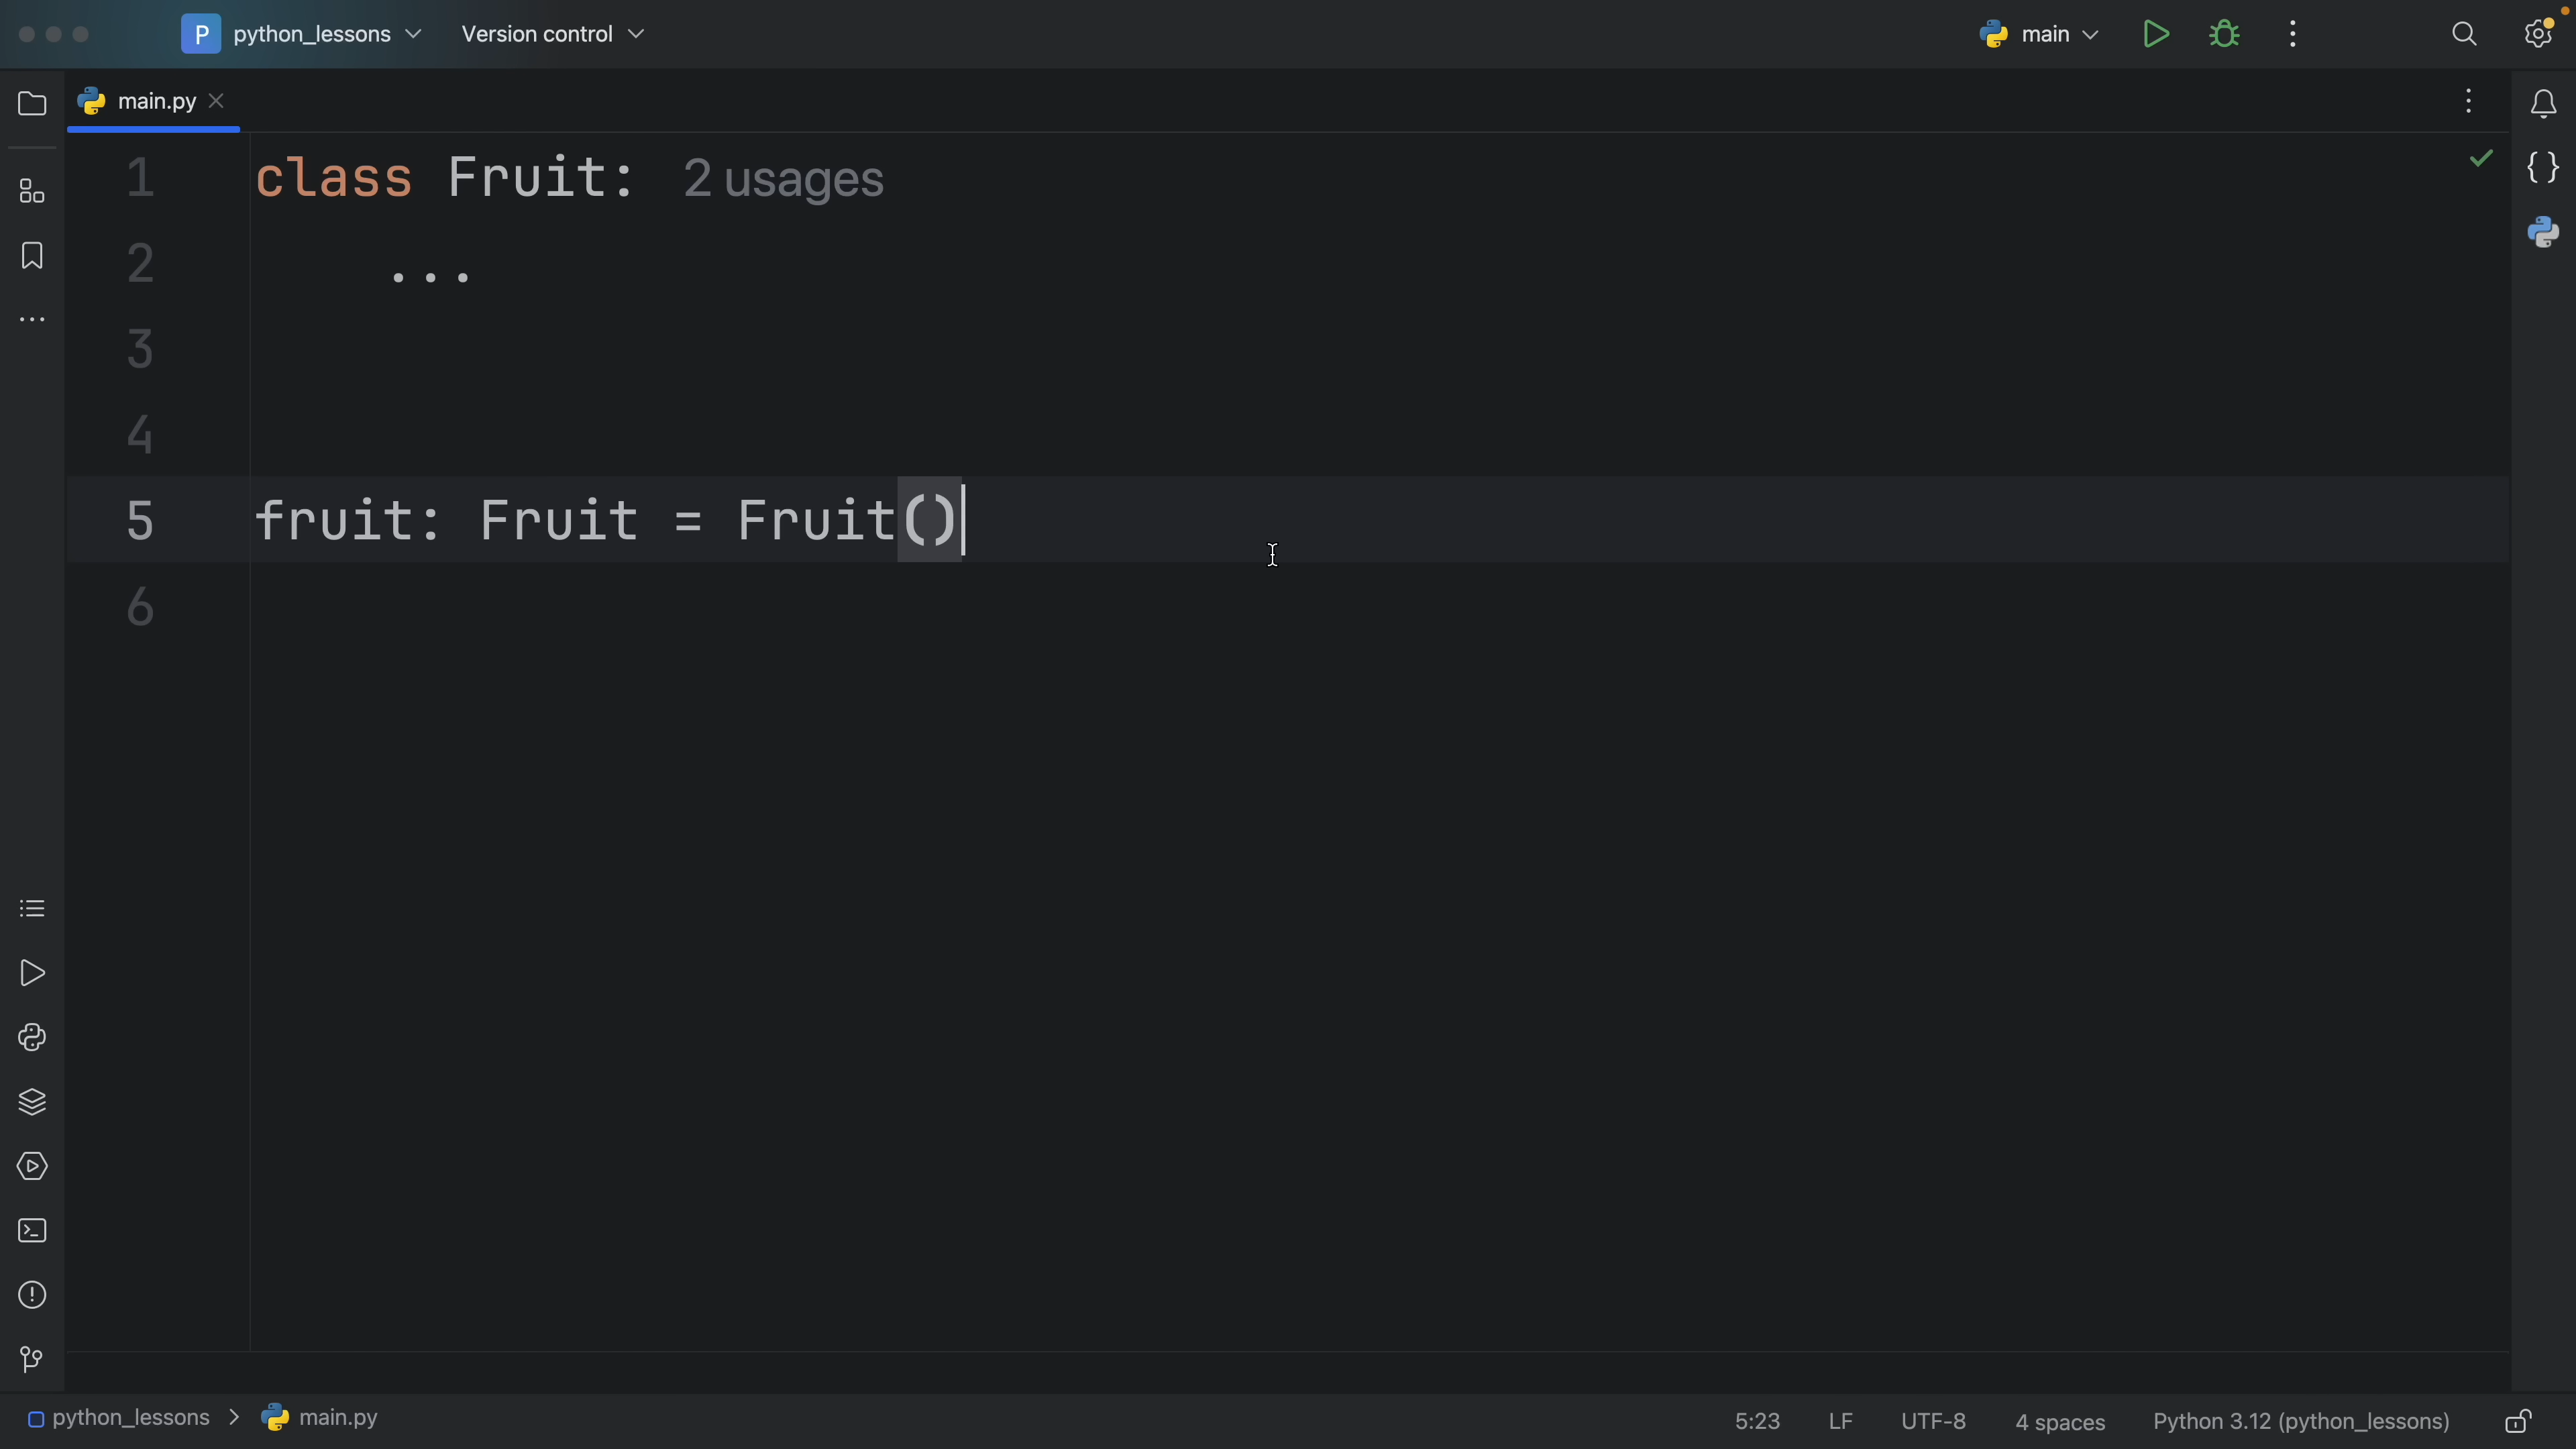 P python_lessons Version control main
main.py
1 class Fruit: 2 usages
2 ...
3
4
5 fruit: Fruit = Fruit()
6
python_lessons > main.py 5:23 LF UTF-8 4 spaces Python 3.12 (python_lessons)